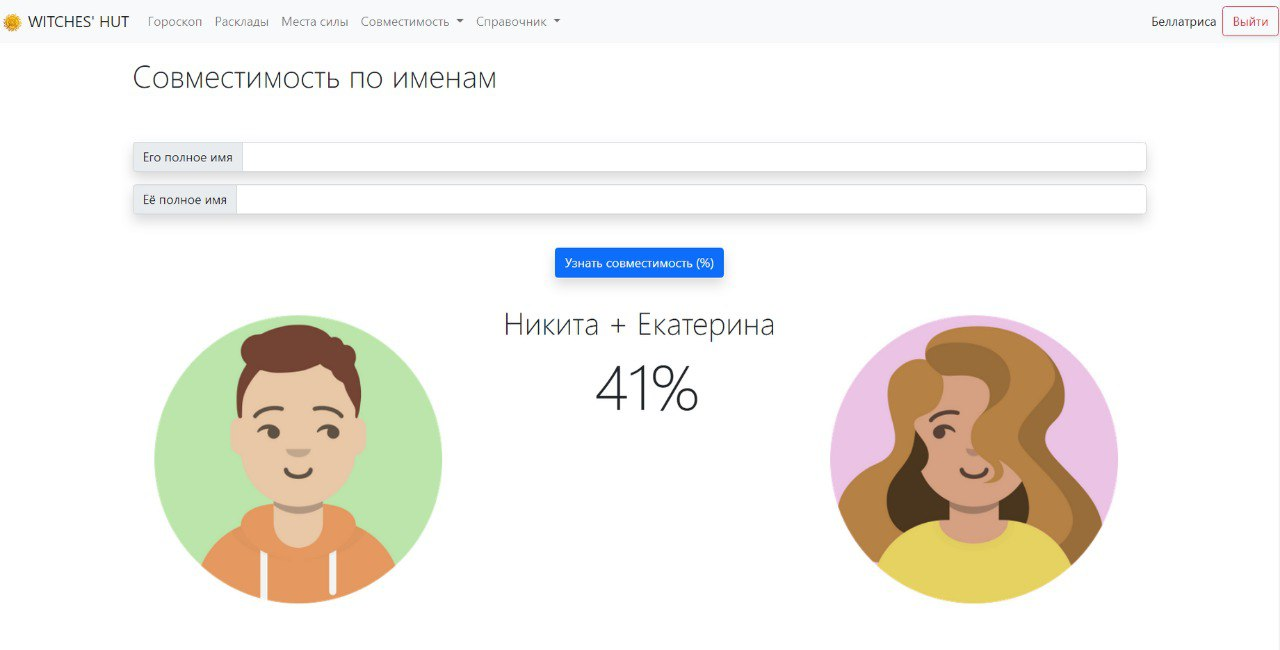 WITCHES' HUT Гороскоп Расклады Места силы Совместимость Справочник Беллатриса Выйти
Совместимость по именам
Его полное имя
Её полное имя
Узнать совместимость (%)
Никита + Екатерина
41%